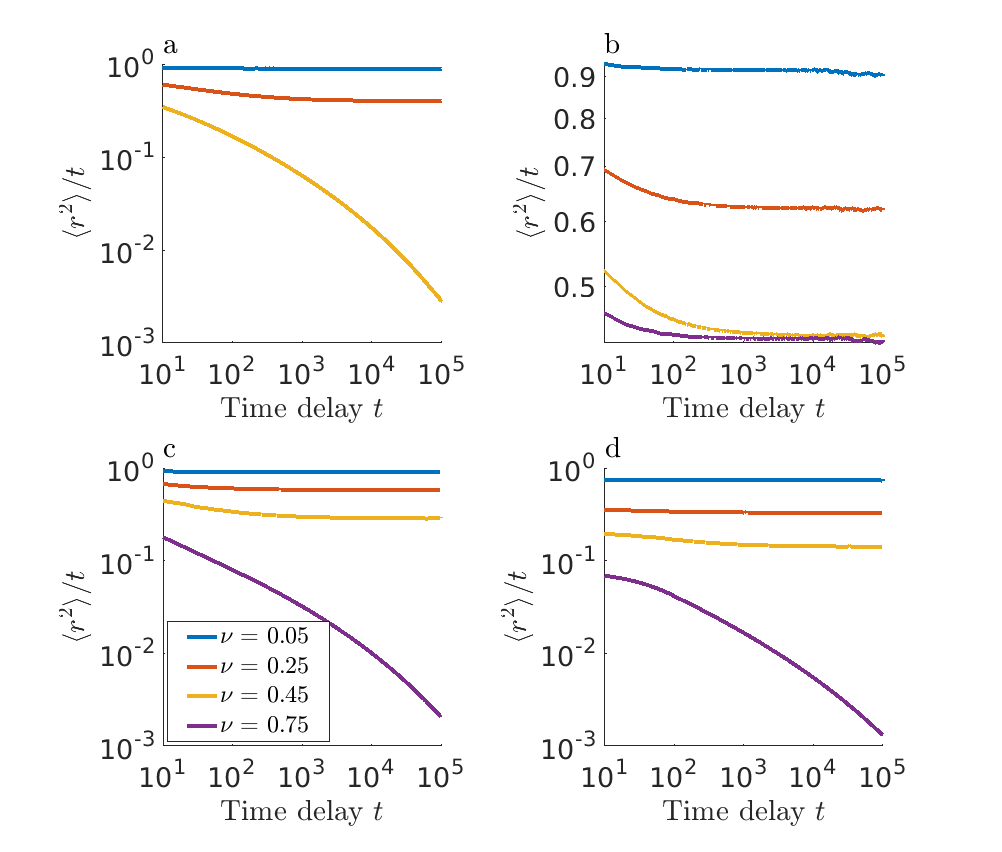 a
10^0
10^-1
10^-2
10^-3
⟨r^2⟩/t
10^1 10^2 10^3 10^4 10^5
Time delay t
b
0.9
0.8
0.7
0.6
0.5
⟨r^2⟩/t
10^1 10^2 10^3 10^4 10^5
Time delay t
c
10^0
10^-1
10^-2
10^-3
⟨r^2⟩/t
ν = 0.05
ν = 0.25
ν = 0.45
ν = 0.75
10^1 10^2 10^3 10^4 10^5
Time delay t
d
10^0
10^-1
10^-2
10^-3
⟨r^2⟩/t
10^1 10^2 10^3 10^4 10^5
Time delay t